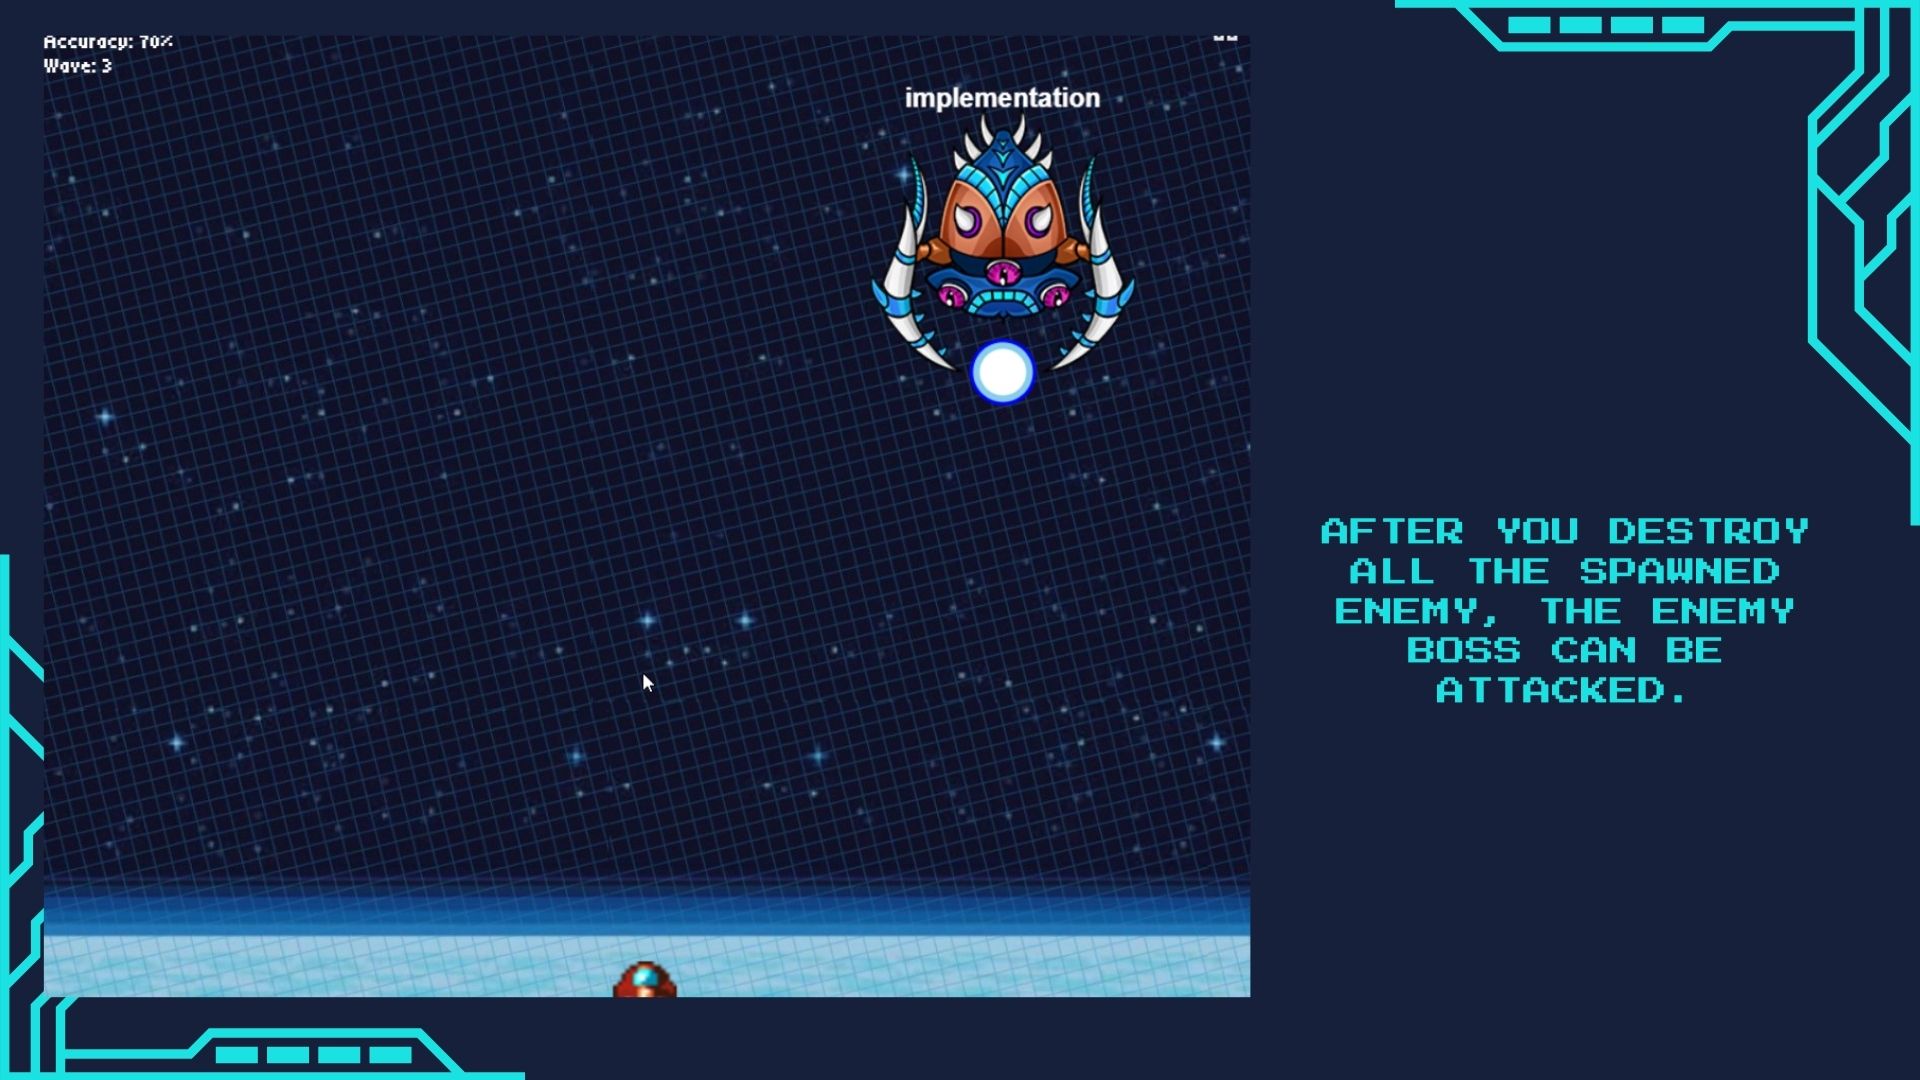 Accuracy: 70%
Wave: 3
implementation
AFTER YOU DESTROY
ALL THE SPAWNED
ENEMY, THE ENEMY
BOSS CAN BE
ATTACKED.